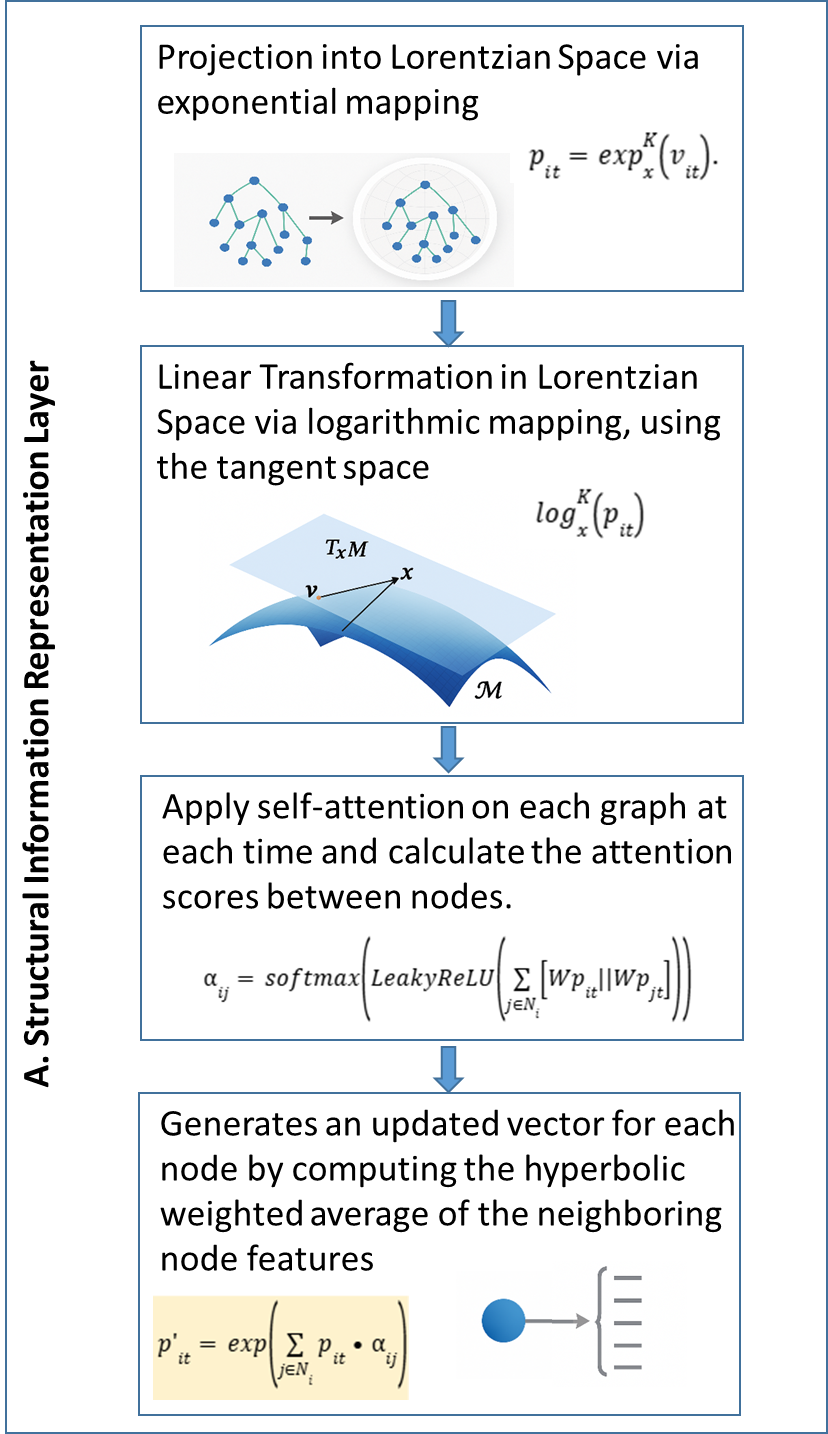 A. Structural Information Representation Layer
Projection into Lorentzian Space via
exponential mapping
p_it = exp_x^K(v_it).
Linear Transformation in Lorentzian
Space via logarithmic mapping, using
the tangent space
log_x^K(p_it)
T_xM
v
x
ℳ
Apply self-attention on each graph at
each time and calculate the attention
scores between nodes.
α_ij = softmax(LeakyReLU(∑_{j∈N_i}[Wp_it||Wp_jt]))
Generates an updated vector for each
node by computing the hyperbolic
weighted average of the neighboring
node features
p'_it = exp(∑_{j∈N_i} p_it • α_ij)